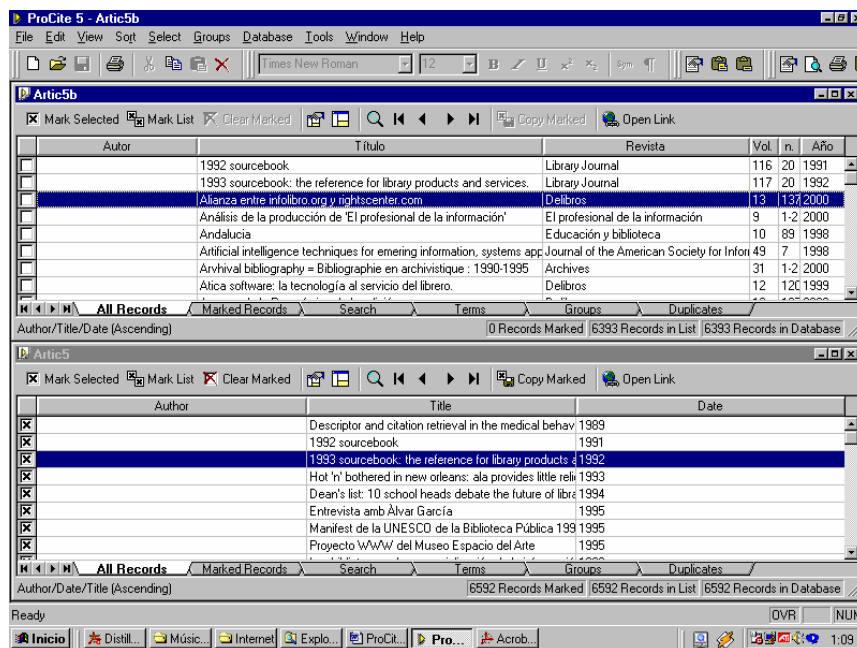 ProCite 5 - Artic5b
File Edit View Sort Select Groups Database Tools Window Help
Times New Roman 12 B I U x² x₂ Sym ¶
Artic5b
Mark Selected Mark List Clear Marked Copy Marked Open Link
Autor Título Revista Vol. n. Año
1992 sourcebook Library Journal 116 20 1991
1993 sourcebook: the reference for library products and services. Library Journal 117 20 1992
Alianza entre infolibro.org y rightscenter.com Delibros 13 137 2000
Análisis de la producción de 'El profesional de la información' El profesional de la información 9 1-2 2000
Andalucia Educación y biblioteca 10 89 1998
Artificial intelligence techniques for emering information, systems app Journal of the American Society for Infor 49 7 1998
Arvhival bibliography = Bibliographie en archivistique : 1990-1995 Archives 31 1-2 2000
Atica software: la tecnología al servicio del librero. Delibros 12 120 1999
All Records Marked Records Search Terms Groups Duplicates
Author/Title/Date (Ascending) 0 Records Marked 6393 Records in List 6393 Records in Database
Artic5
Mark Selected Mark List Clear Marked Copy Marked Open Link
Author Title Date
Descriptor and citation retrieval in the medical behav 1989
1992 sourcebook 1991
1993 sourcebook: the reference for library products a 1992
Hot 'n' bothered in new orleans: ala provides little reli 1993
Dean's list: 10 school heads debate the future of libra 1994
Entrevista amb Àlvar García 1995
Manifest de la UNESCO de la Biblioteca Pública 199 1995
Proyecto WWW del Museo Espacio del Arte 1995
All Records Marked Records Search Terms Groups Duplicates
Author/Date/Title (Ascending) 6592 Records Marked 6592 Records in List 6592 Records in Database
Ready OVR NUM
Inicio Distill... Músic... Internet Explo... ProCit... Pro... Acrob... 1:09